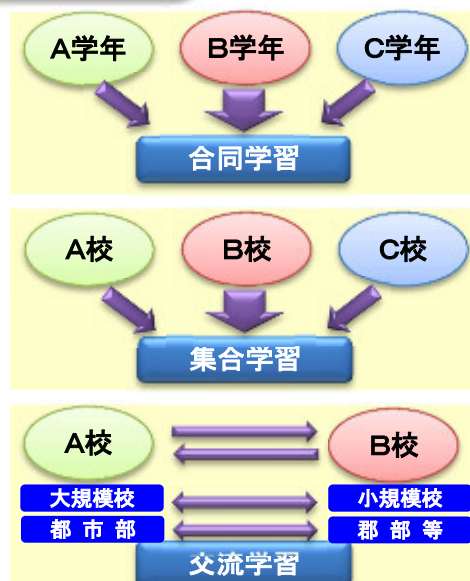 A学年 B学年 C学年
合同学習
A校 B校 C校
集合学習
A校 B校
大規模校 小規模校
都市部 郡部等
交流学習